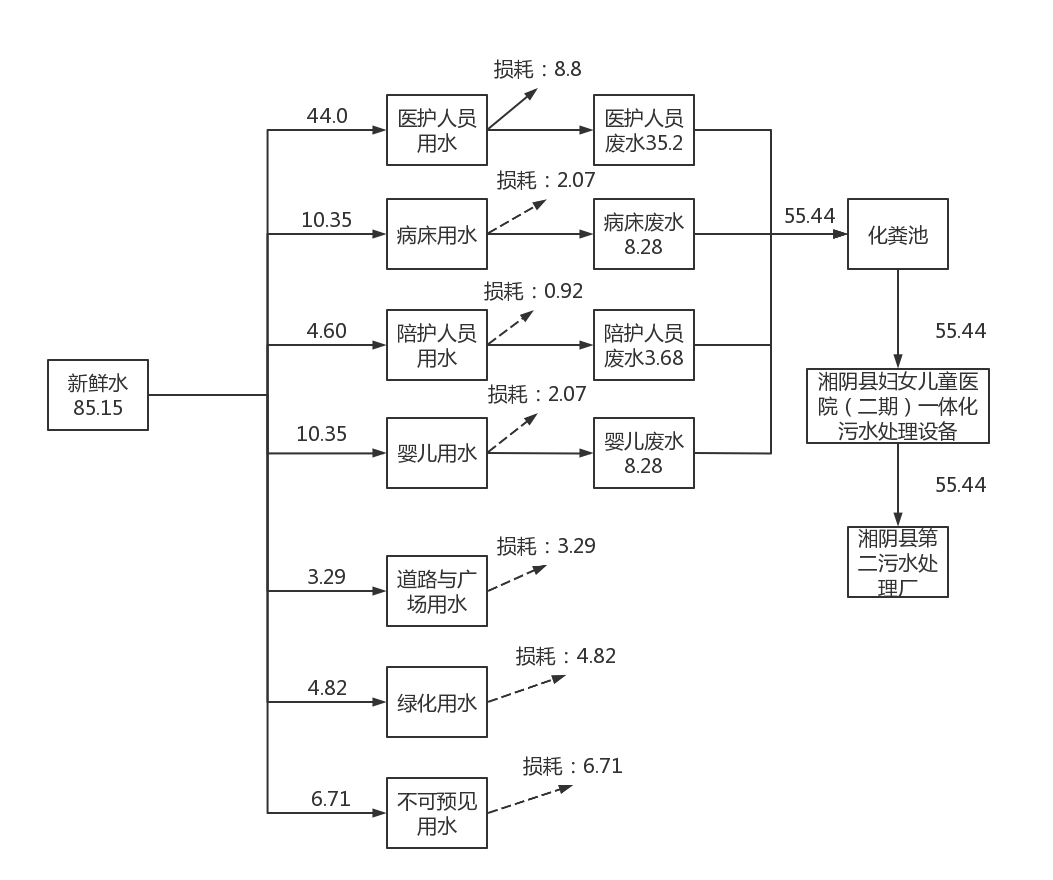 损耗：8.8
44.0
医护人员
用水
医护人员
废水35.2
损耗：2.07
10.35
病床用水
病床废水
8.28
55.44
化粪池
损耗：0.92
4.60
陪护人员
用水
陪护人员
废水3.68
55.44
新鲜水
85.15
损耗：2.07
10.35
婴儿用水
婴儿废水
8.28
湘阴县妇女儿童医
院（二期）一体化
污水处理设备
55.44
湘阴县第
二污水处
理厂
损耗：3.29
3.29
道路与广
场用水
损耗：4.82
4.82
绿化用水
损耗：6.71
6.71
不可预见
用水